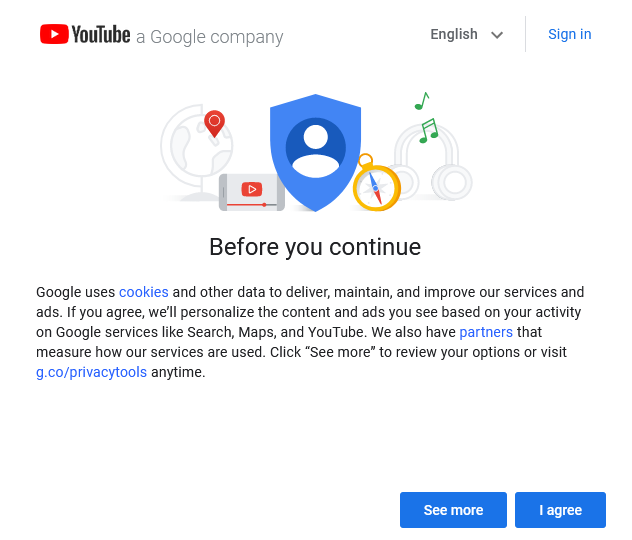 YouTube a Google company
English
Sign in
Before you continue
Google uses cookies and other data to deliver, maintain, and improve our services and
ads. If you agree, we’ll personalize the content and ads you see based on your activity
on Google services like Search, Maps, and YouTube. We also have partners that
measure how our services are used. Click “See more” to review your options or visit
g.co/privacytools anytime.
See more
I agree